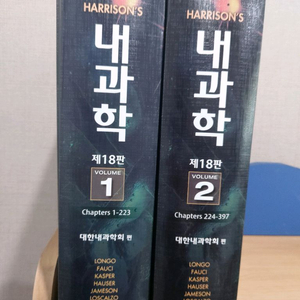 HARRISON'S
내과학
제18판
VOLUME
1
Chapters 1-223
대한내과학회 편
LONGO
FAUCI
KASPER
HAUSER
JAMESON
LOSCALZO
HARRISON'S
내과학
제18판
VOLUME
2
Chapters 224-397
대한내과학회 편
LONGO
FAUCI
KASPER
HAUSER
JAMESON